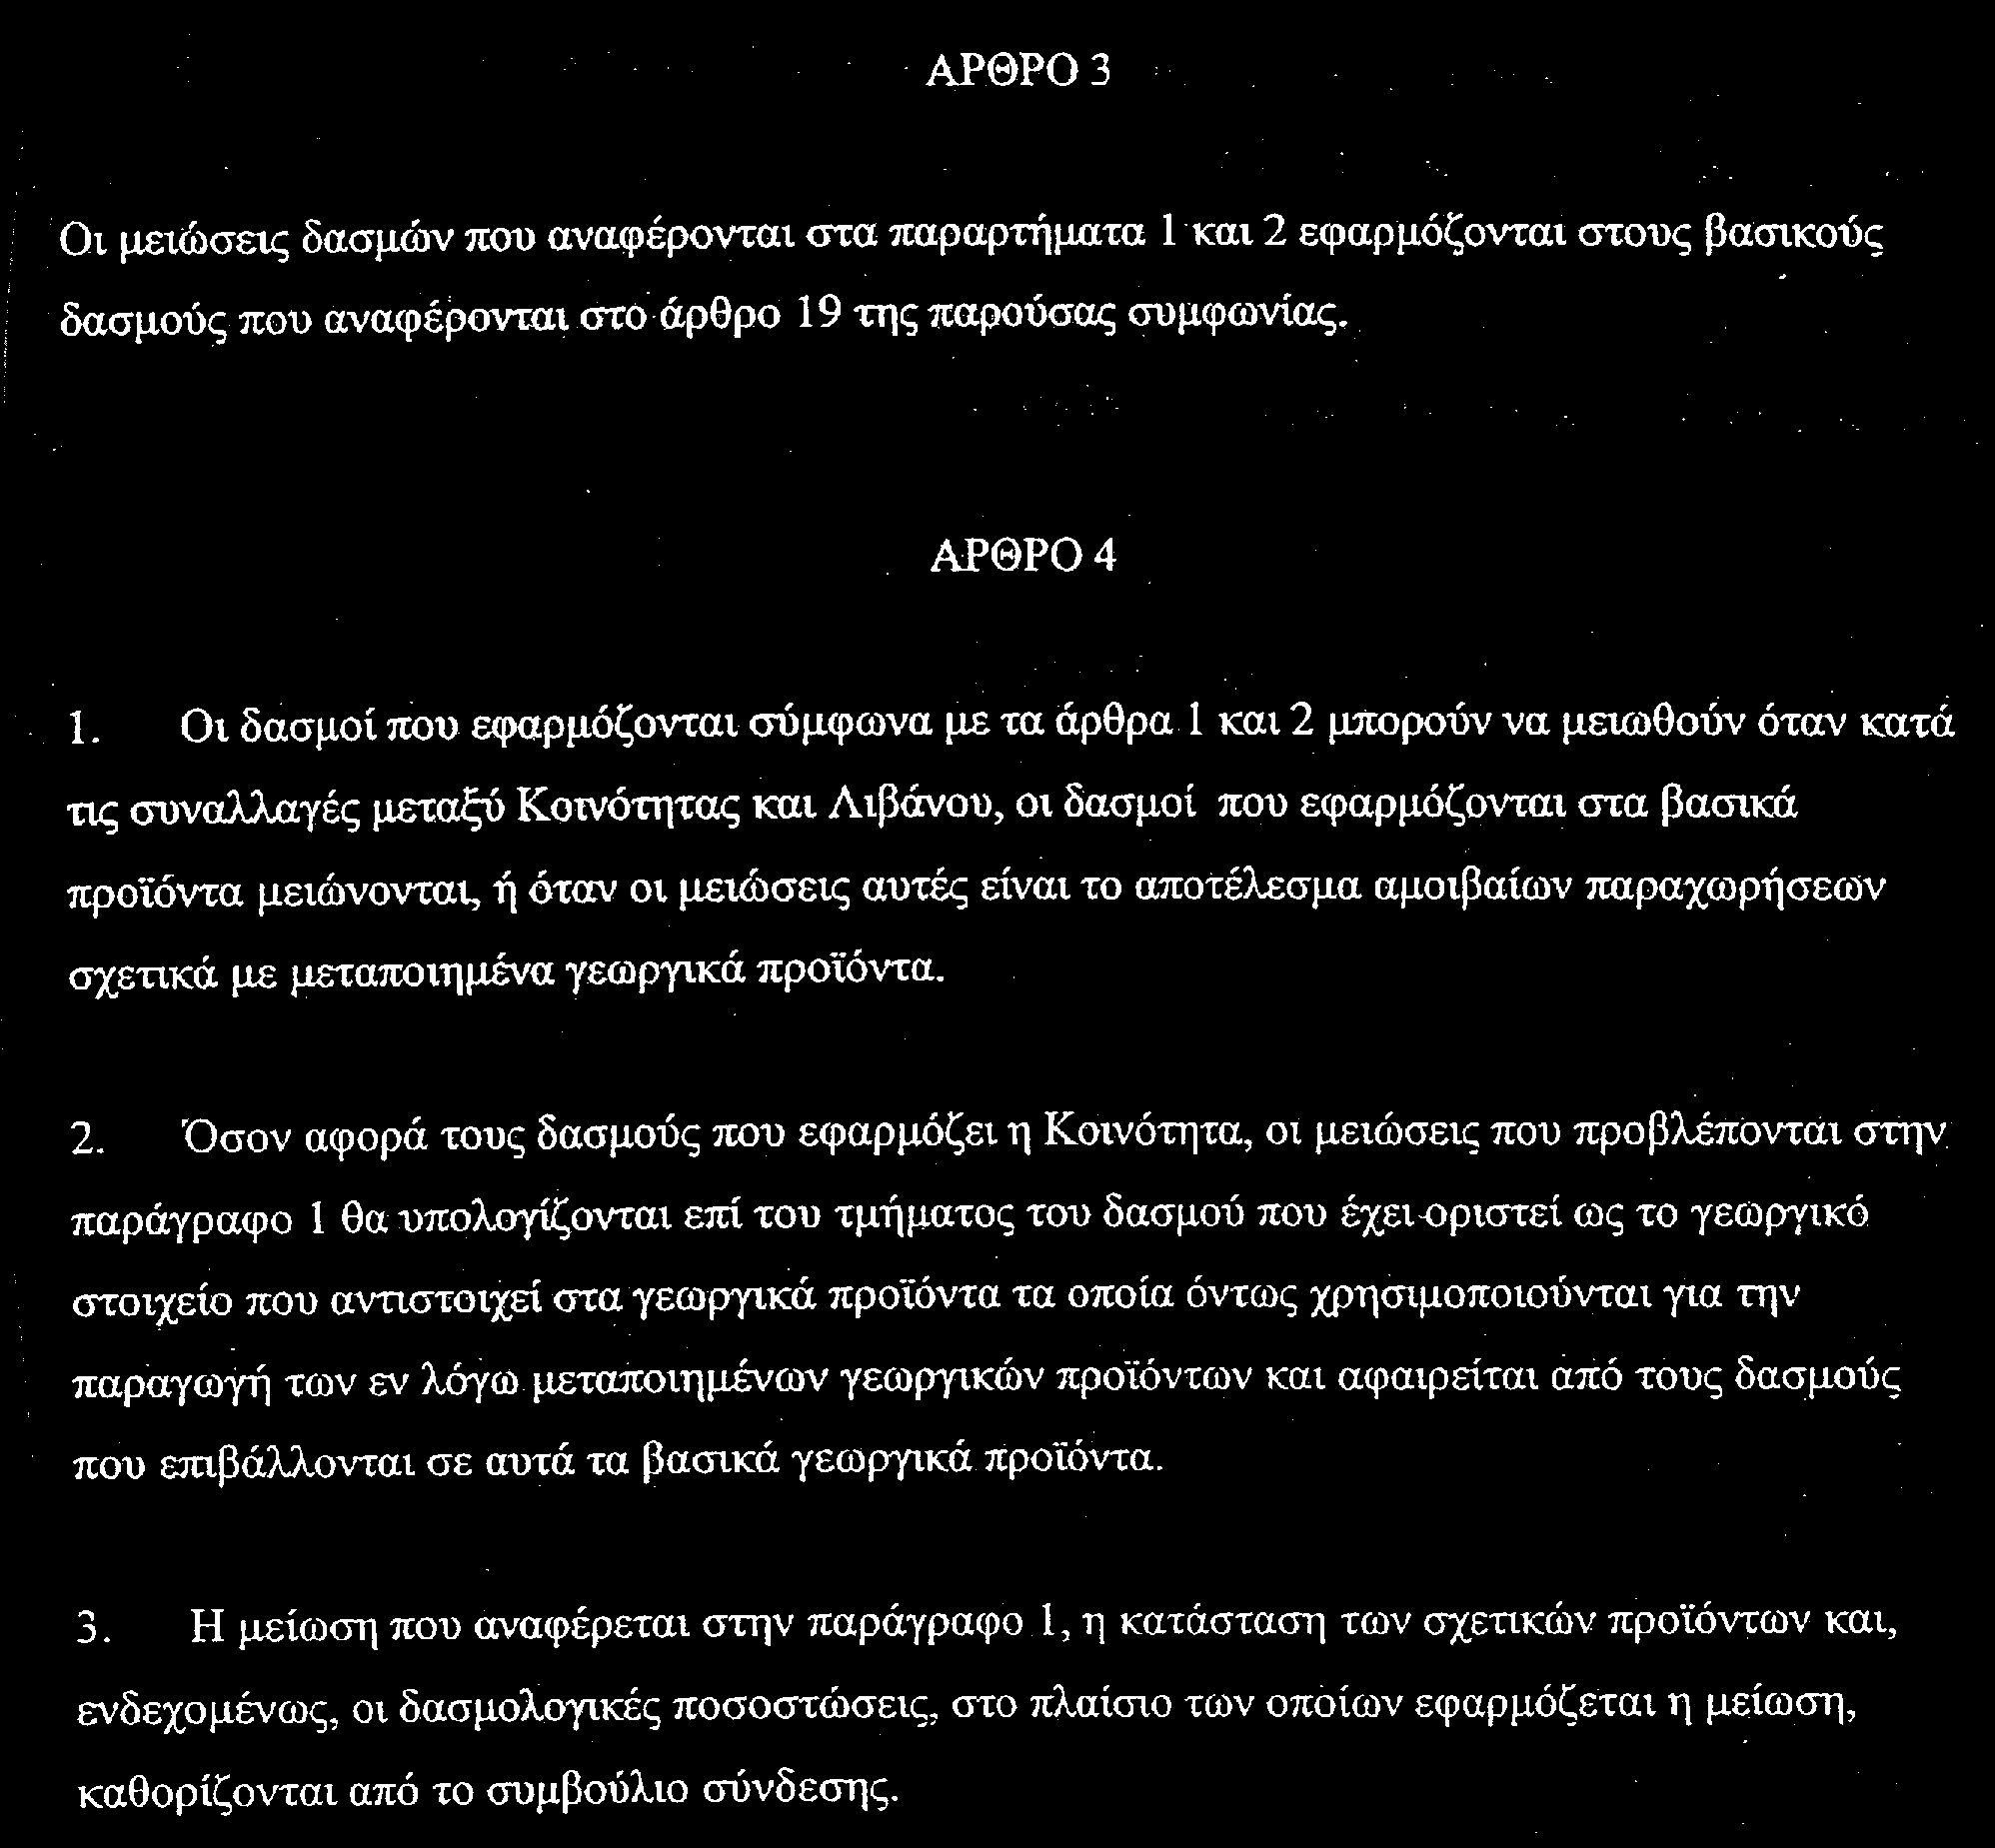 ΑΡΘΡΟ 3
Οι μειώσεις δασμών που αναφέρονται στα παραρτήματα 1 και 2 εφαρμόζονται στους βασικούς
δασμούς που αναφέρονται στο άρθρο 19 της παρούσας συμφωνίας.
ΑΡΘΡΟ 4
1. Οι δασμοί που εφαρμόζονται σύμφωνα με τα άρθρα 1 και 2 μπορούν να μειωθούν όταν κατά
τις συναλλαγές μεταξύ Κοινότητας και Λιβάνου, οι δασμοί που εφαρμόζονται στα βασικά
προϊόντα μειώνονται, ή όταν οι μειώσεις αυτές είναι το αποτέλεσμα αμοιβαίων παραχωρήσεων
σχετικά με μεταποιημένα γεωργικά προϊόντα.
2. Όσον αφορά τους δασμούς που εφαρμόζει η Κοινότητα, οι μειώσεις που προβλέπονται στην
παράγραφο 1 θα υπολογίζονται επί του τμήματος του δασμού που έχει οριστεί ως το γεωργικό
στοιχείο που αντιστοιχεί στα γεωργικά προϊόντα τα οποία όντως χρησιμοποιούνται για την
παραγωγή των εν λόγω μεταποιημένων γεωργικών προϊόντων και αφαιρείται από τους δασμούς
που επιβάλλονται σε αυτά τα βασικά γεωργικά προϊόντα.
3. Η μείωση που αναφέρεται στην παράγραφο 1, η κατάσταση των σχετικών προϊόντων και,
ενδεχομένως, οι δασμολογικές ποσοστώσεις, στο πλαίσιο των οποίων εφαρμόζεται η μείωση,
καθορίζονται από το συμβούλιο σύνδεσης.